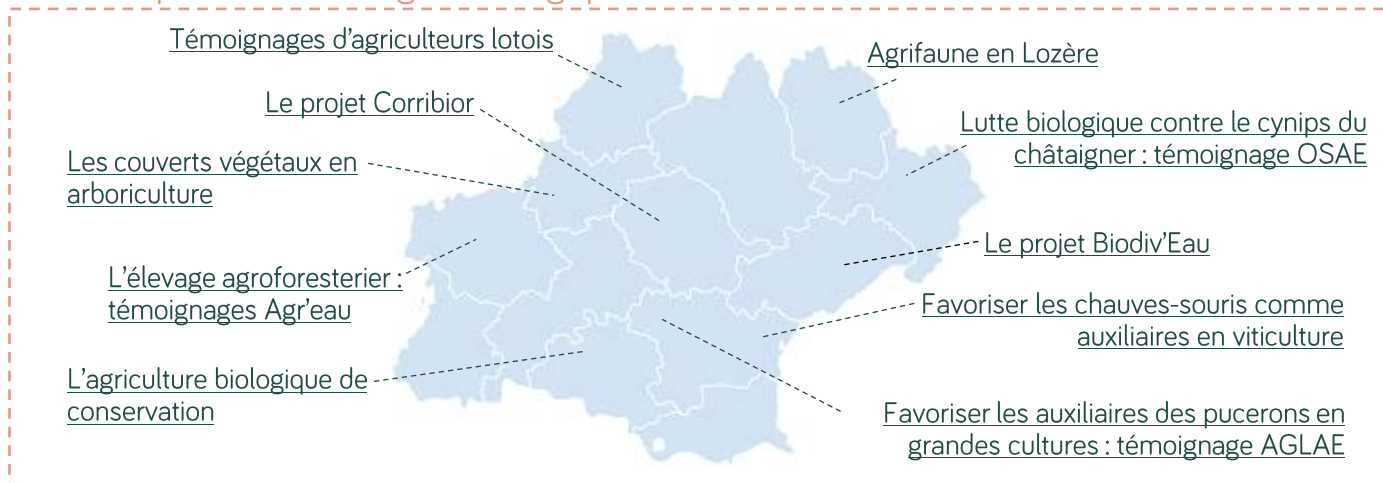 Témoignages d'agriculteurs lotois
Agrifaune en Lozère
Le projet Corribior
Lutte biologique contre le cynips du
châtaigner : témoignage OSAE
Les couverts végétaux en
arboriculture
Le projet Biodiv'Eau
L'élevage agroforesterier :
témoignages Agr'eau
Favoriser les chauves-souris comme
auxiliaires en viticulture
L'agriculture biologique de
conservation
Favoriser les auxiliaires des pucerons en
grandes cultures : témoignage AGLAE